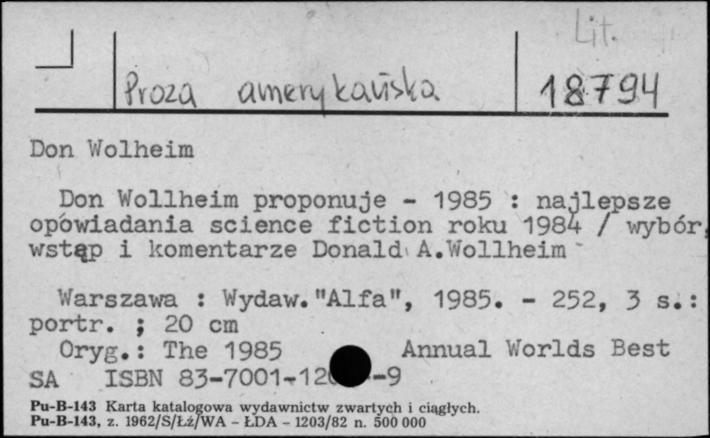 Lit.
Proza amerykańska 18794
Don Wolheim
Don Wollheim proponuje - 1985 : najlepsze
opowiadania science fiction roku 1984 / wybór,
wstęp i komentarze Donald A.Wollheim
Warszawa : Wydaw."Alfa", 1985. - 252, 3 s.:
portr. ; 20 cm
Oryg.: The 1985 Annual Worlds Best
SA ISBN 83-7001- -9
Pu-B-143 Karta katalogowa wydawnictw zwartych i ciągłych.
Pu-B-143, z. 1962/S/Łż/WA - ŁDA - 1203/82 n. 500 000